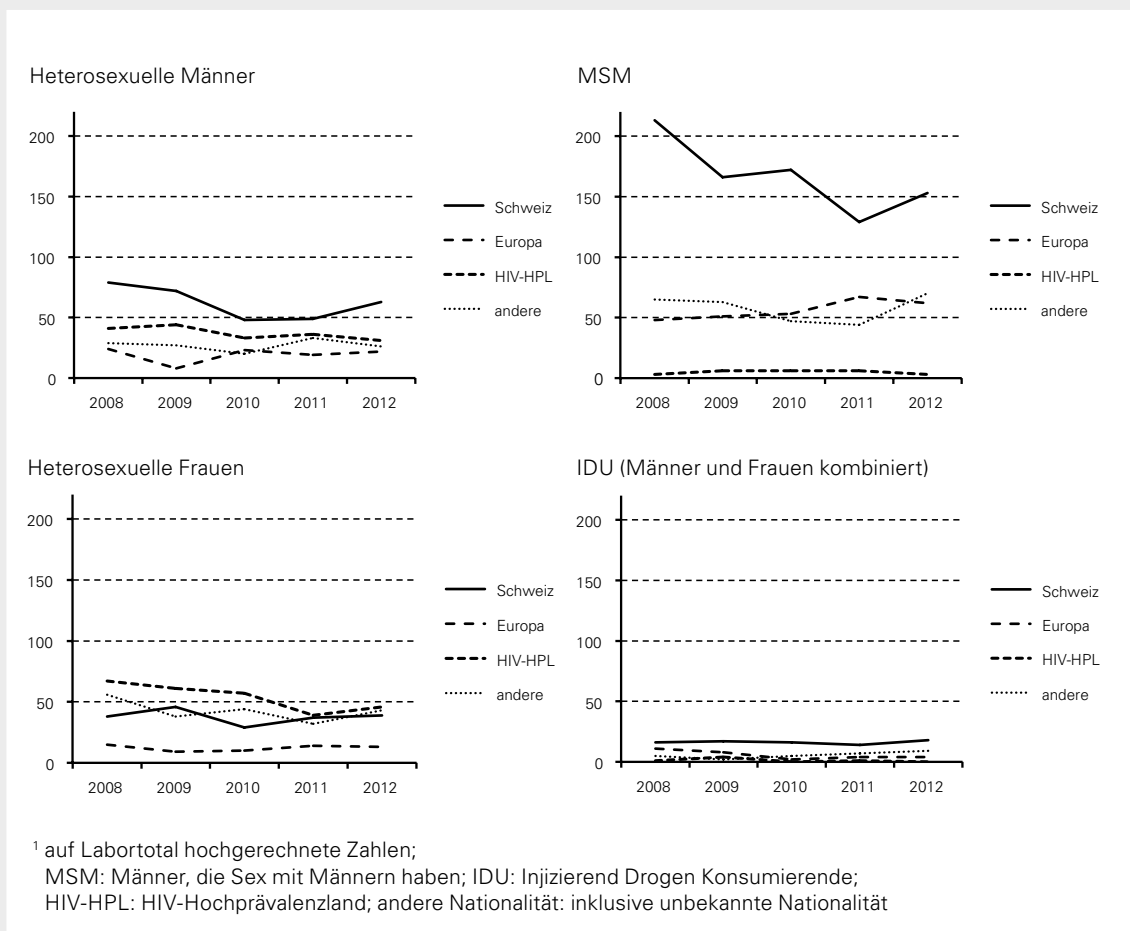 Heterosexuelle Männer
200
150
100
50
0
2008 2009 2010 2011 2012
Schweiz
Europa
HIV-HPL
andere
MSM
200
150
100
50
0
2008 2009 2010 2011 2012
Schweiz
Europa
HIV-HPL
andere
Heterosexuelle Frauen
200
150
100
50
0
2008 2009 2010 2011 2012
Schweiz
Europa
HIV-HPL
andere
IDU (Männer und Frauen kombiniert)
200
150
100
50
0
2008 2009 2010 2011 2012
Schweiz
Europa
HIV-HPL
andere
¹ auf Labortotal hochgerechnete Zahlen;
MSM: Männer, die Sex mit Männern haben; IDU: Injizierend Drogen Konsumierende;
HIV-HPL: HIV-Hochprävalenzland; andere Nationalität: inklusive unbekannte Nationalität